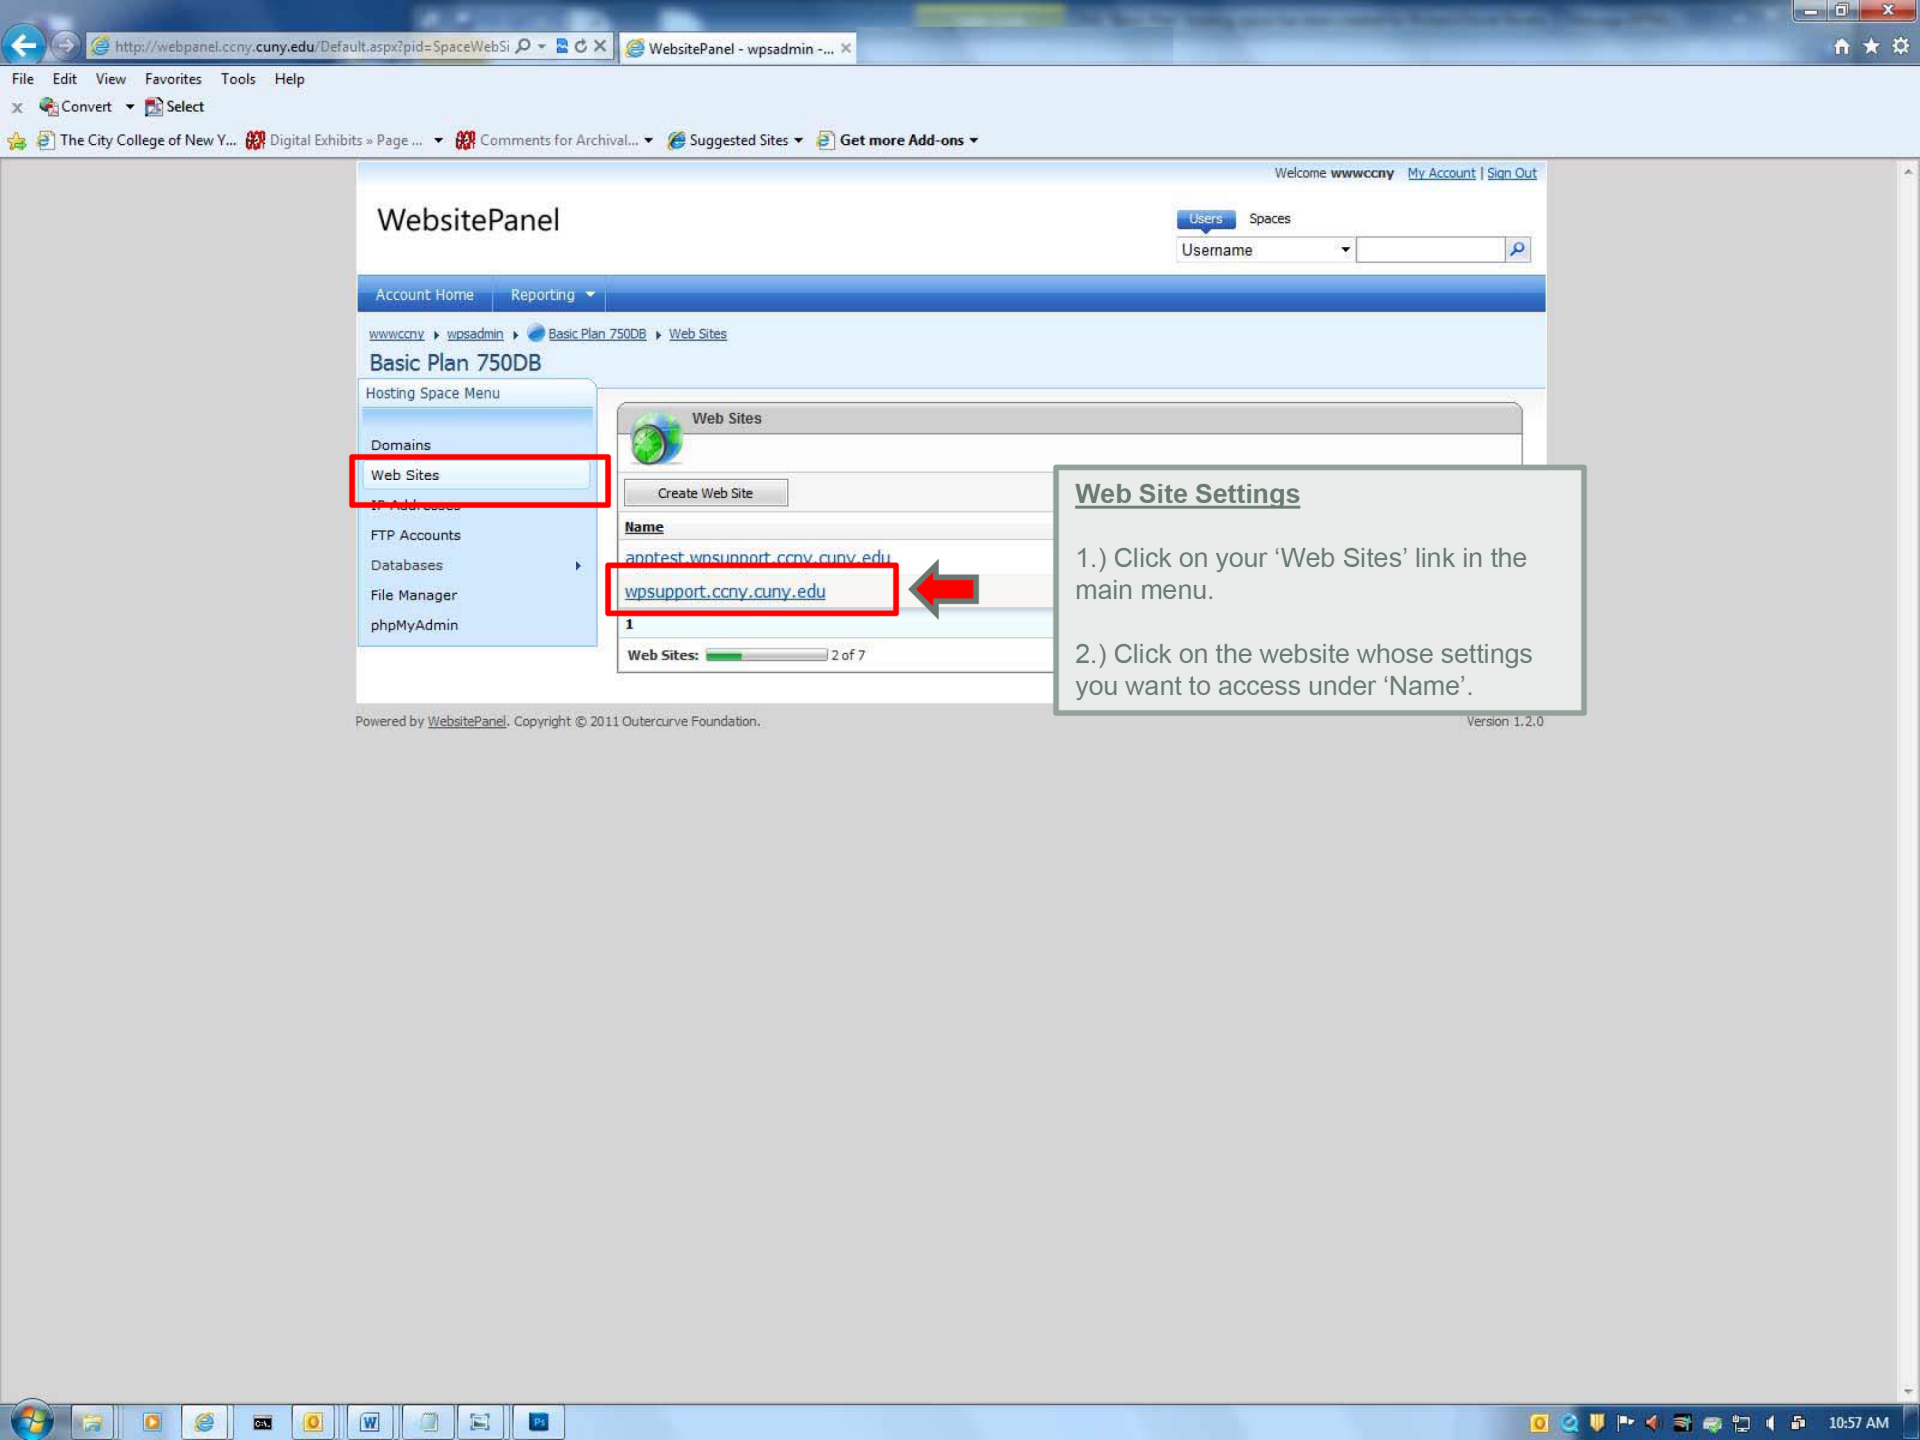 http://webpanel.ccny.cuny.edu/Default.aspx?pid=SpaceWebSi
WebsitePanel - wpsadmin -...
File Edit View Favorites Tools Help
x Convert Select
The City College of New Y... Digital Exhibits » Page ... Comments for Archival... Suggested Sites Get more Add-ons
Welcome wwwccny My Account | Sign Out
WebsitePanel
Users Spaces
Username
Account Home Reporting
wwwccny wpsadmin Basic Plan 750DB Web Sites
Basic Plan 750DB
Hosting Space Menu
Domains
Web Sites
IP Addresses
FTP Accounts
Databases
File Manager
phpMyAdmin
Web Sites
Create Web Site
Name
apptest.wpsupport.ccny.cuny.edu
wpsupport.ccny.cuny.edu
1
Web Sites: 2 of 7
Web Site Settings
1.) Click on your ‘Web Sites’ link in the
main menu.
2.) Click on the website whose settings
you want to access under ‘Name’.
Powered by WebsitePanel. Copyright © 2011 Outercurve Foundation.
Version 1.2.0
10:57 AM